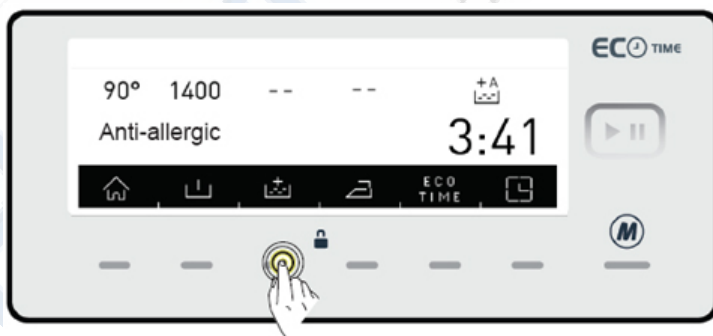 ECO TIME
90° 1400 -- -- +A
Anti-allergic 3:41
ECO
TIME
M